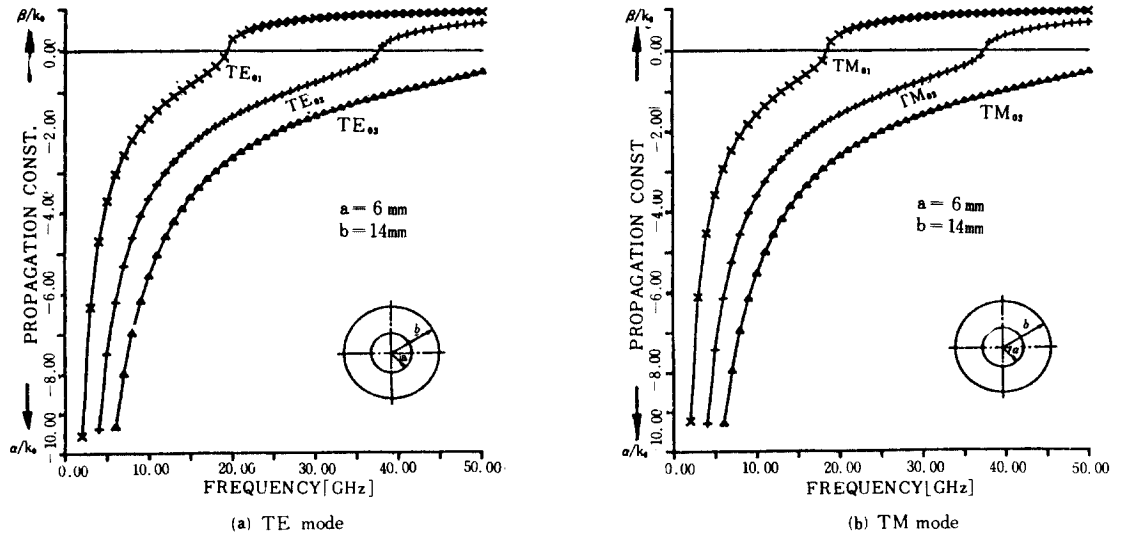 β/k₀
0.00
-2.00
-4.00
-6.00
-8.00
-10.00
α/k₀
PROPAGATION CONST.
TE₀₁
TE₀₂
TE₀₃
a = 6 mm
b = 14mm
b
a
0.00 10.00 20.00 30.00 40.00 50.00
FREQUENCY[GHz]
(a) TE mode
β/k₀
0.00
-2.00
-4.00
-6.00
-8.00
-10.00
α/k₀
PROPAGATION CONST
TM₀₁
TM₀₂
TM₀₃
a = 6 mm
b = 14mm
b
a
0.00 10.00 20.00 30.00 40.00 50.00
FREQUENCY[GHz]
(b) TM mode